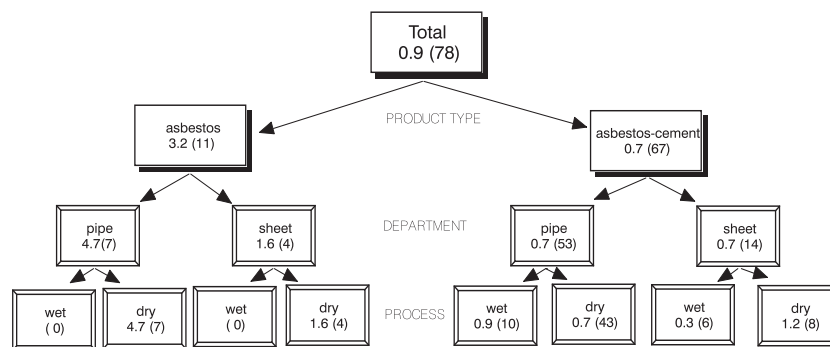 Total
0.9 (78)
PRODUCT TYPE
asbestos
3.2 (11)
asbestos-cement
0.7 (67)
DEPARTMENT
pipe
4.7(7)
sheet
1.6 (4)
pipe
0.7 (53)
sheet
0.7 (14)
PROCESS
wet
( 0)
dry
4.7 (7)
wet
( 0)
dry
1.6 (4)
wet
0.9 (10)
dry
0.7 (43)
wet
0.3 (6)
dry
1.2 (8)